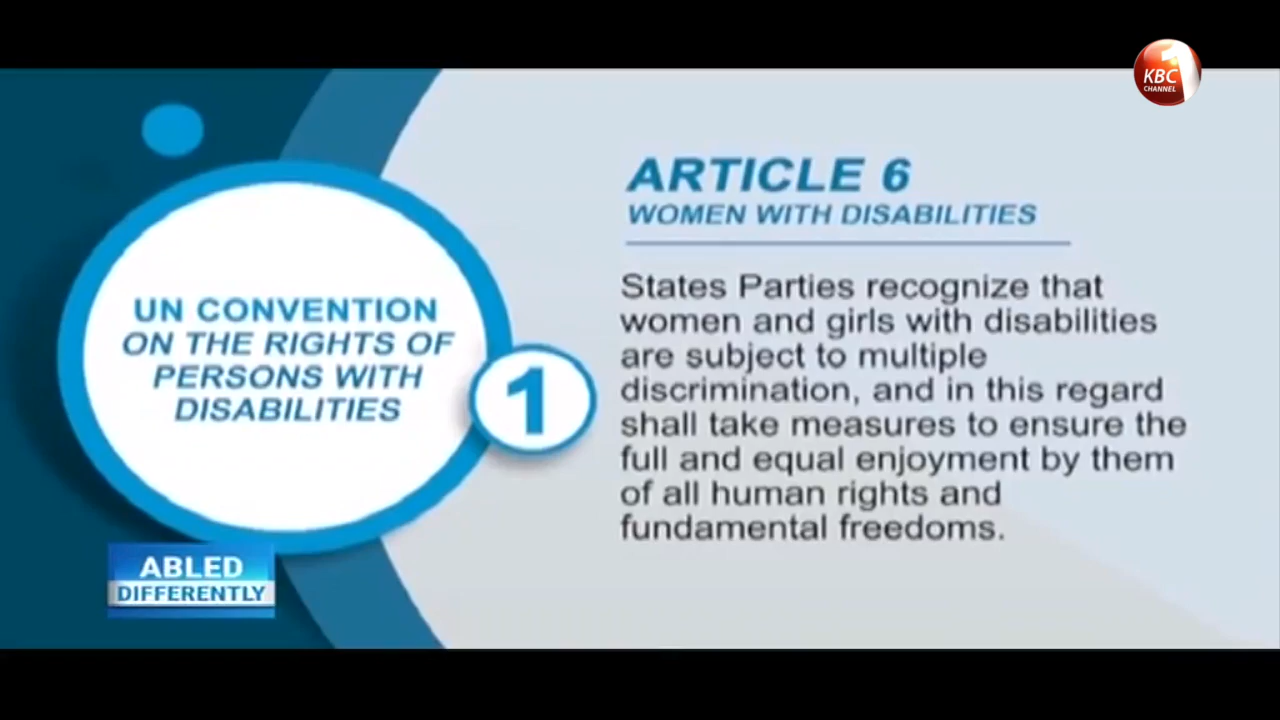 1
KBC
CHANNEL
ARTICLE 6
WOMEN WITH DISABILITIES
UN CONVENTION
ON THE RIGHTS OF
PERSONS WITH
DISABILITIES
1
States Parties recognize that
women and girls with disabilities
are subject to multiple
discrimination, and in this regard
shall take measures to ensure the
full and equal enjoyment by them
of all human rights and
fundamental freedoms.
ABLED
DIFFERENTLY